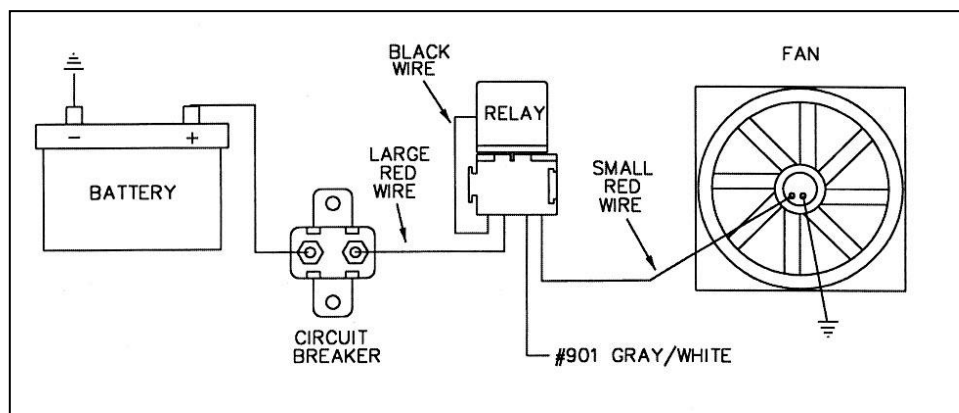 BLACK
WIRE
FAN
RELAY
- +
BATTERY
LARGE
RED
WIRE
SMALL
RED
WIRE
CIRCUIT
BREAKER
#901 GRAY/WHITE